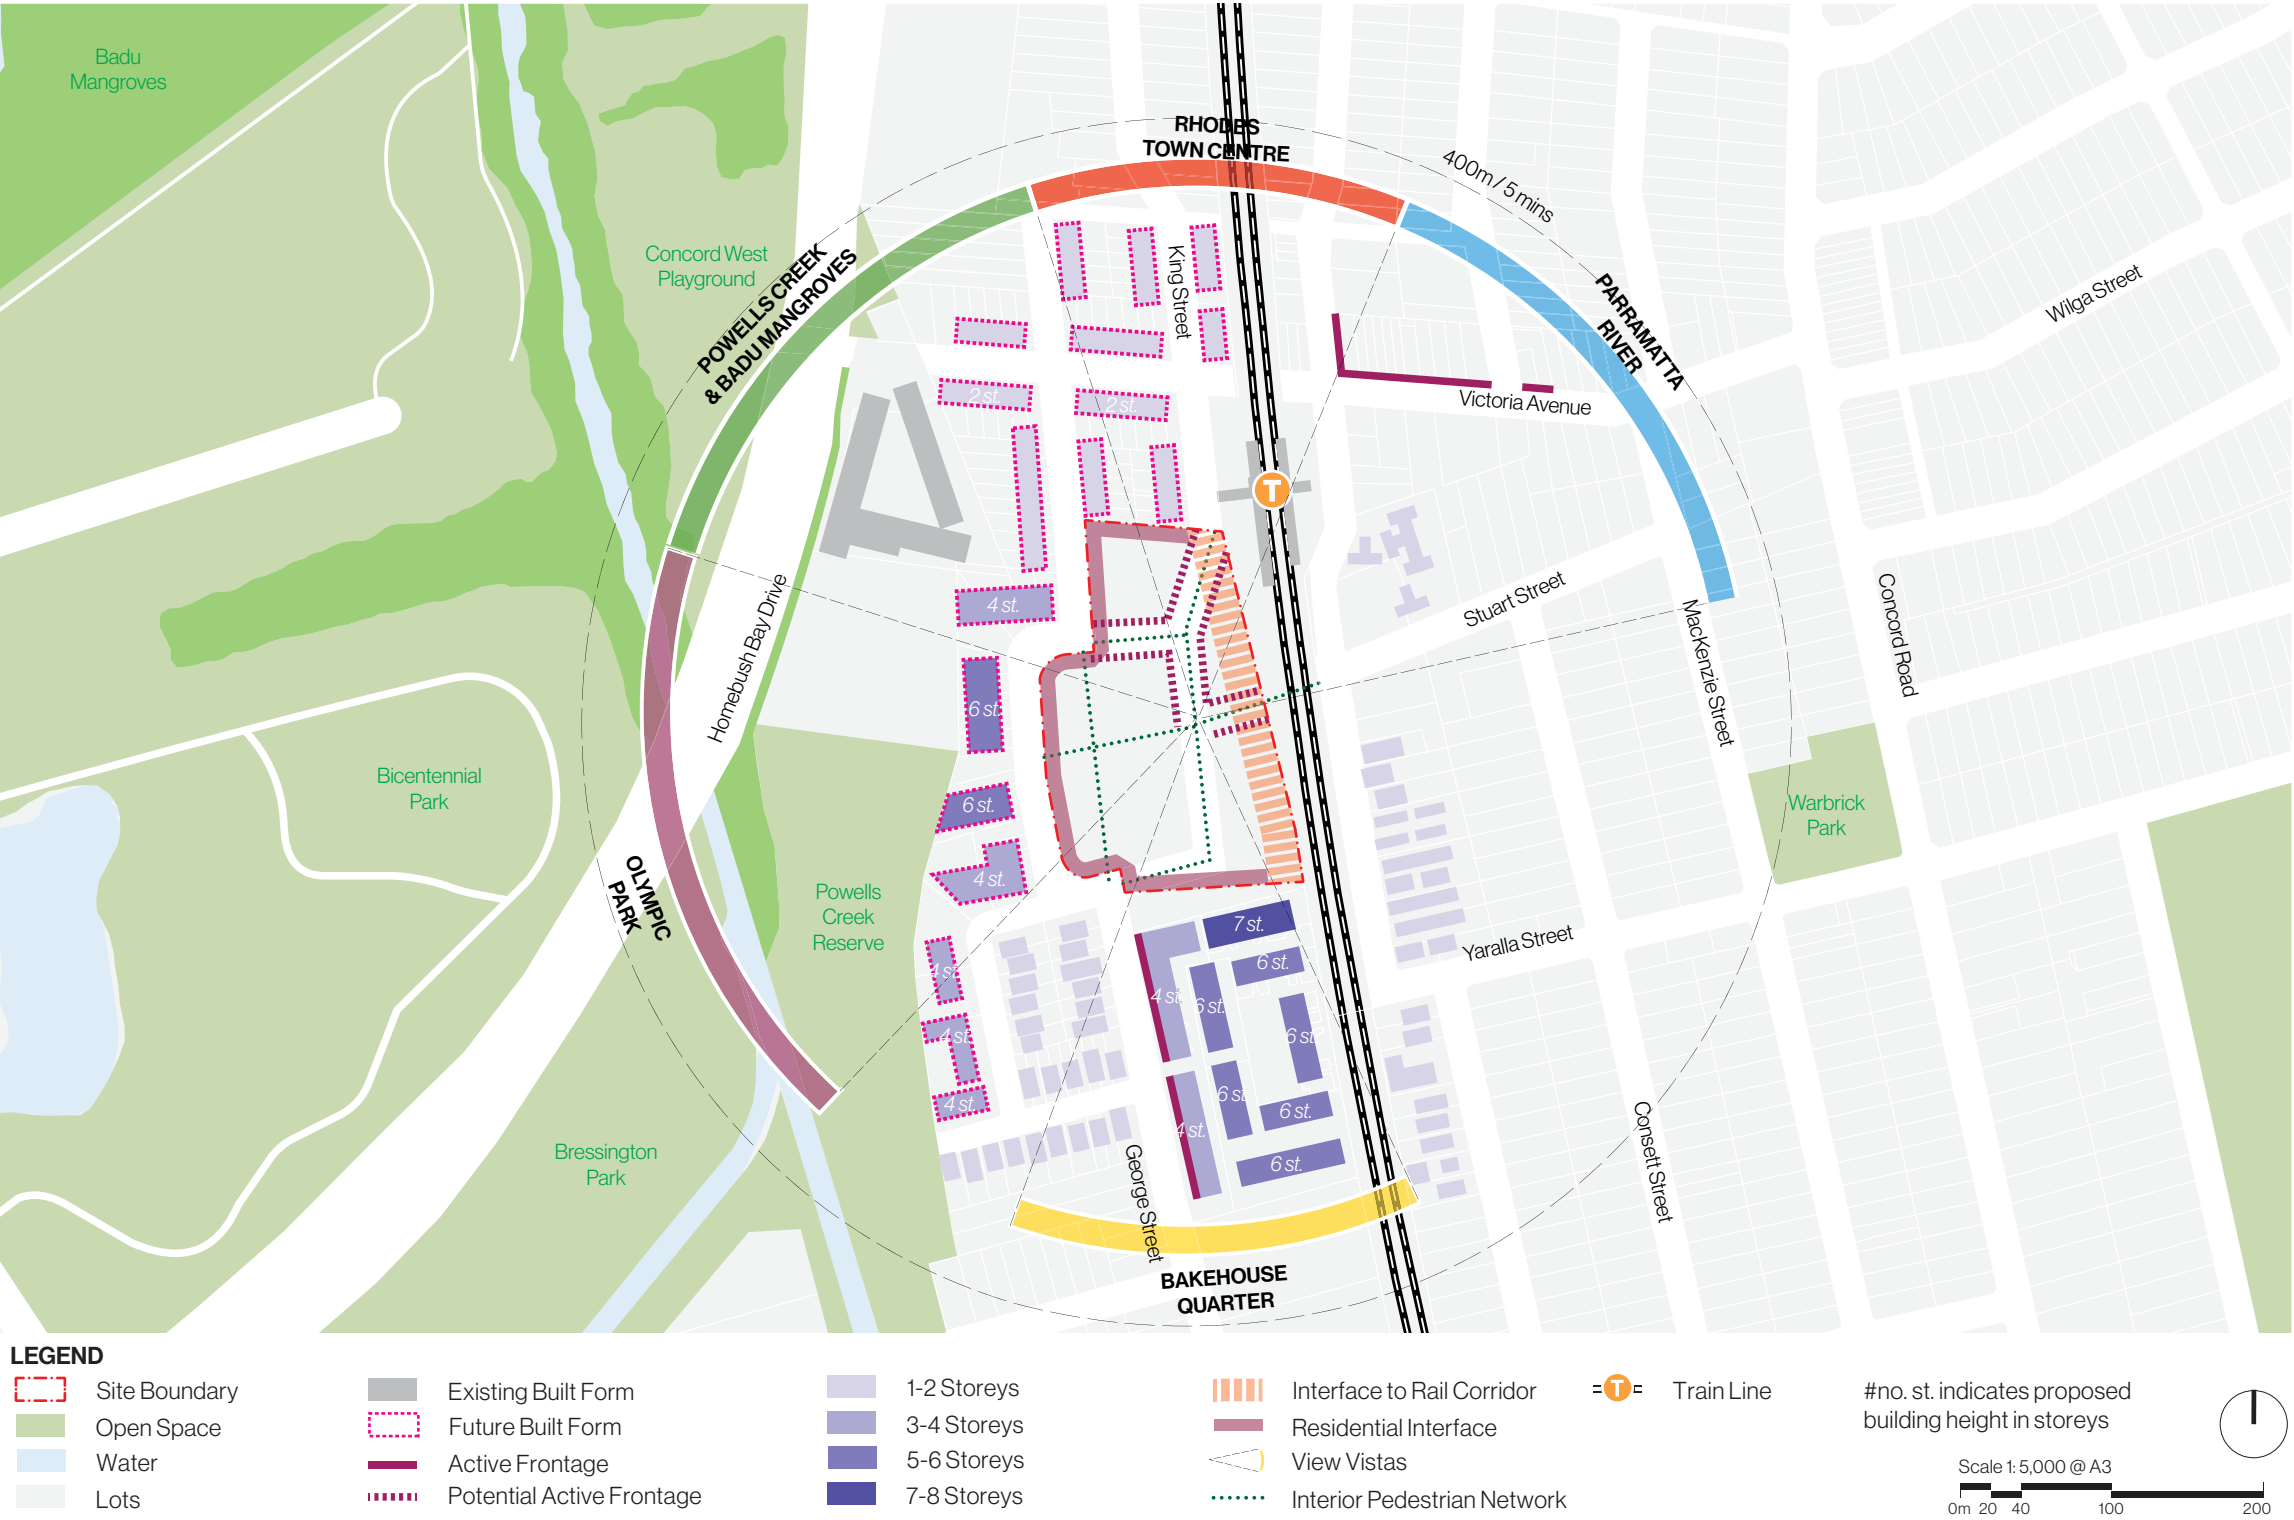 Badu
Mangroves
RHODES
TOWN CENTRE
400m / 5 mins
Concord West
Playground
POWELLS CREEK
& BADU MANGROVES
King Street
PARRAMATTA
RIVER
Wilga Street
2 st.
2 st.
Victoria Avenue
T
4 st.
Stuart Street
Homebush Bay Drive
MacKenzie Street
Concord Road
6 st.
Bicentennial
Park
6 st.
Warbrick
Park
4 st.
OLYMPIC
PARK
Powells
Creek
Reserve
7 st.
Yaralla Street
6 st.
4 st.
4 st.
6 st.
4 st.
6 st.
6 st.
4 st.
6 st.
4 st.
6 st.
Bressington
Park
George Street
Consett Street
BAKEHOUSE
QUARTER
LEGEND
Site Boundary
Open Space
Water
Lots
Existing Built Form
Future Built Form
Active Frontage
Potential Active Frontage
1-2 Storeys
3-4 Storeys
5-6 Storeys
7-8 Storeys
Interface to Rail Corridor
Residential Interface
View Vistas
Interior Pedestrian Network
T
Train Line
#no. st. indicates proposed
building height in storeys
Scale 1: 5,000 @ A3
0m 20 40 100 200